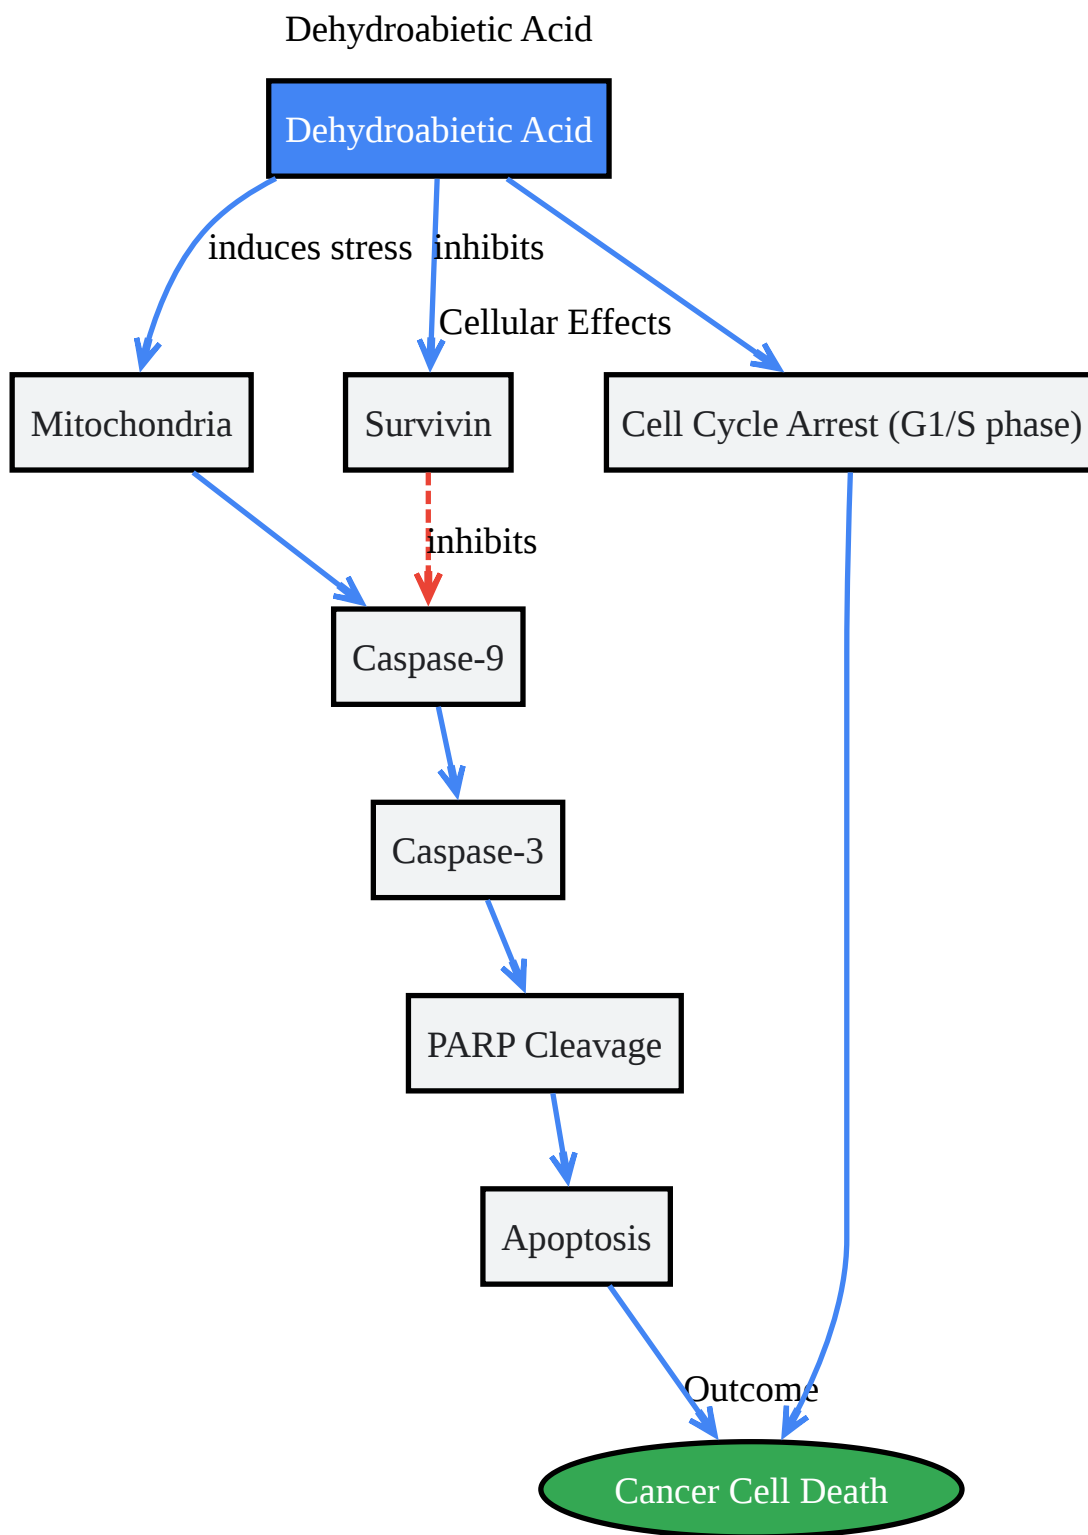 Dehydroabietic Acid
Dehydroabietic Acid
induces stress
inhibits
Cellular Effects
Mitochondria
Survivin
Cell Cycle Arrest (G1/S phase)
inhibits
Caspase-9
Caspase-3
PARP Cleavage
Apoptosis
Outcome
Cancer Cell Death